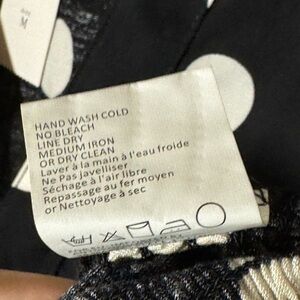 M
HAND WASH COLD
NO BLEACH
LINE DRY
MEDIUM IRON
OR DRY CLEAN
Laver à la main à l'eau froide
Ne Pas javelliser
Séchage à l'air libre
Repassage au fer moyen
or Nettoyage à sec